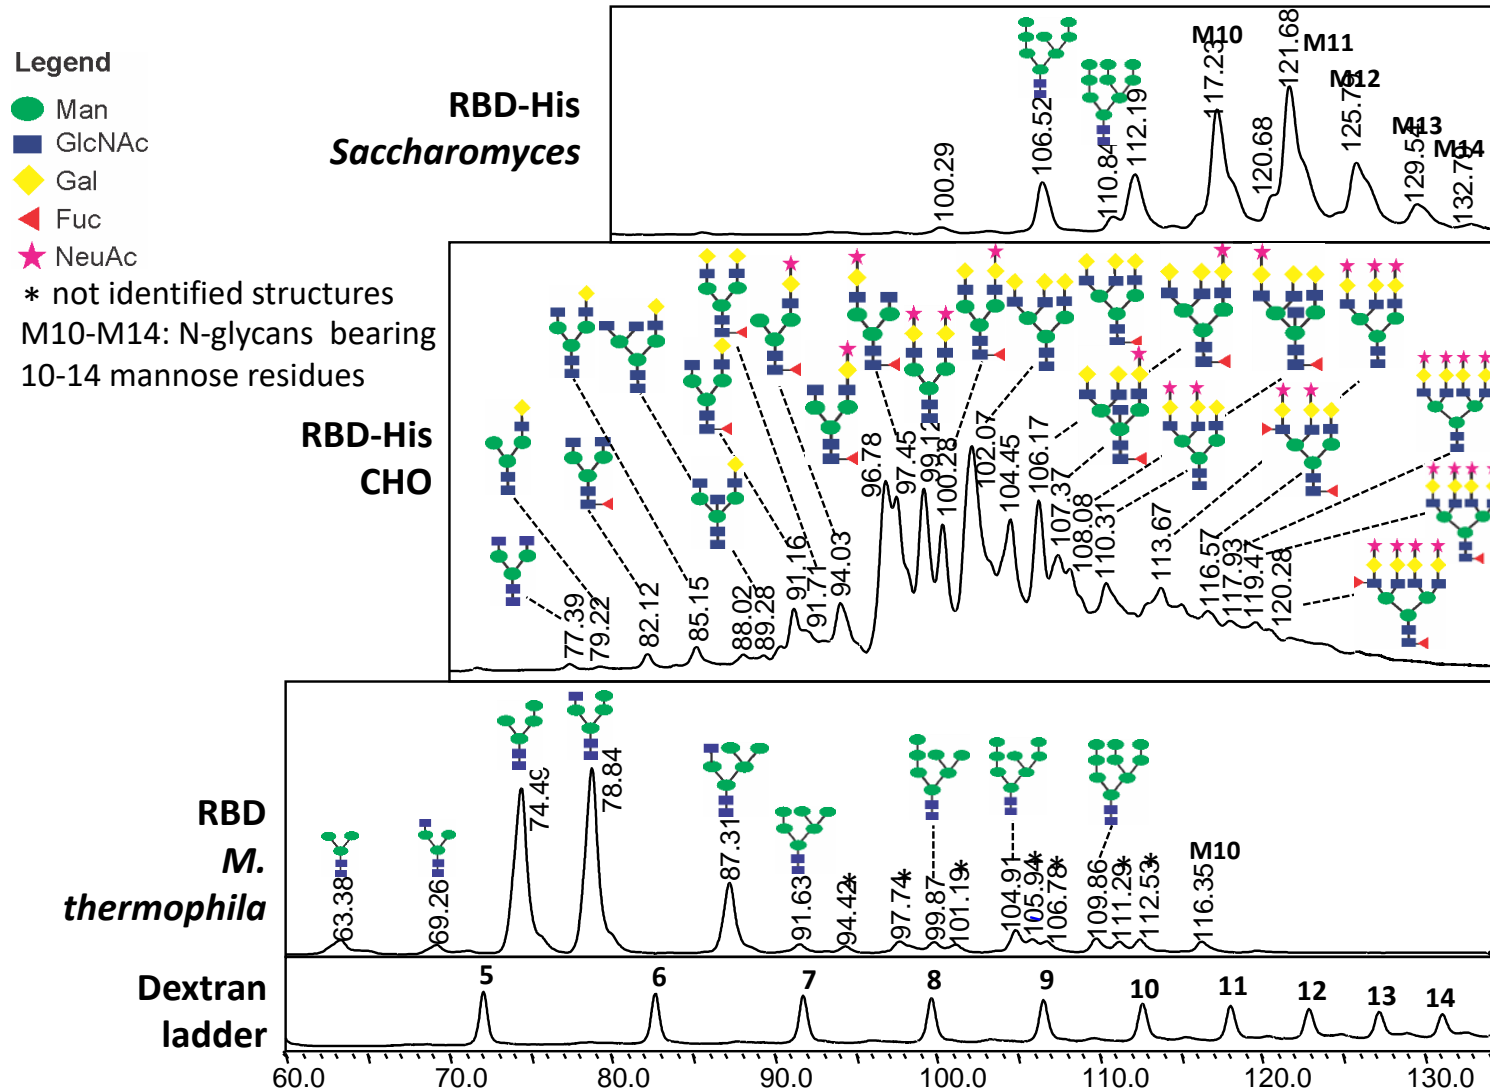 Legend
Man
GlcNAc
Gal
Fuc
NeuAc
* not identified structures
M10-M14: N-glycans bearing
10-14 mannose residues
RBD-His
Saccharomyces
100.29
106.52
110.84
112.19
117.23
M10
120.68
121.68
M11
M12
M13
129.54
M14
RBD-His
CHO
77.39
79.22
82.12
85.15
88.02
89.28
91.16
91.71
94.03
96.78
97.45
99.12
100.28
102.07
104.45
106.17
107.37
108.08
110.31
113.67
116.57
117.93
119.47
120.28
RBD
M.
thermophila
63.38
69.26
74.49
78.84
87.31
91.63
94.42*
97.74*
99.87
101.19*
104.91
105.94*
106.78*
109.86
111.29*
112.53*
116.35
M10
Dextran
ladder
5 6 7 8 9 10 11 12 13 14
60.0 70.0 80.0 90.0 100.0 110.0 120.0 130.0